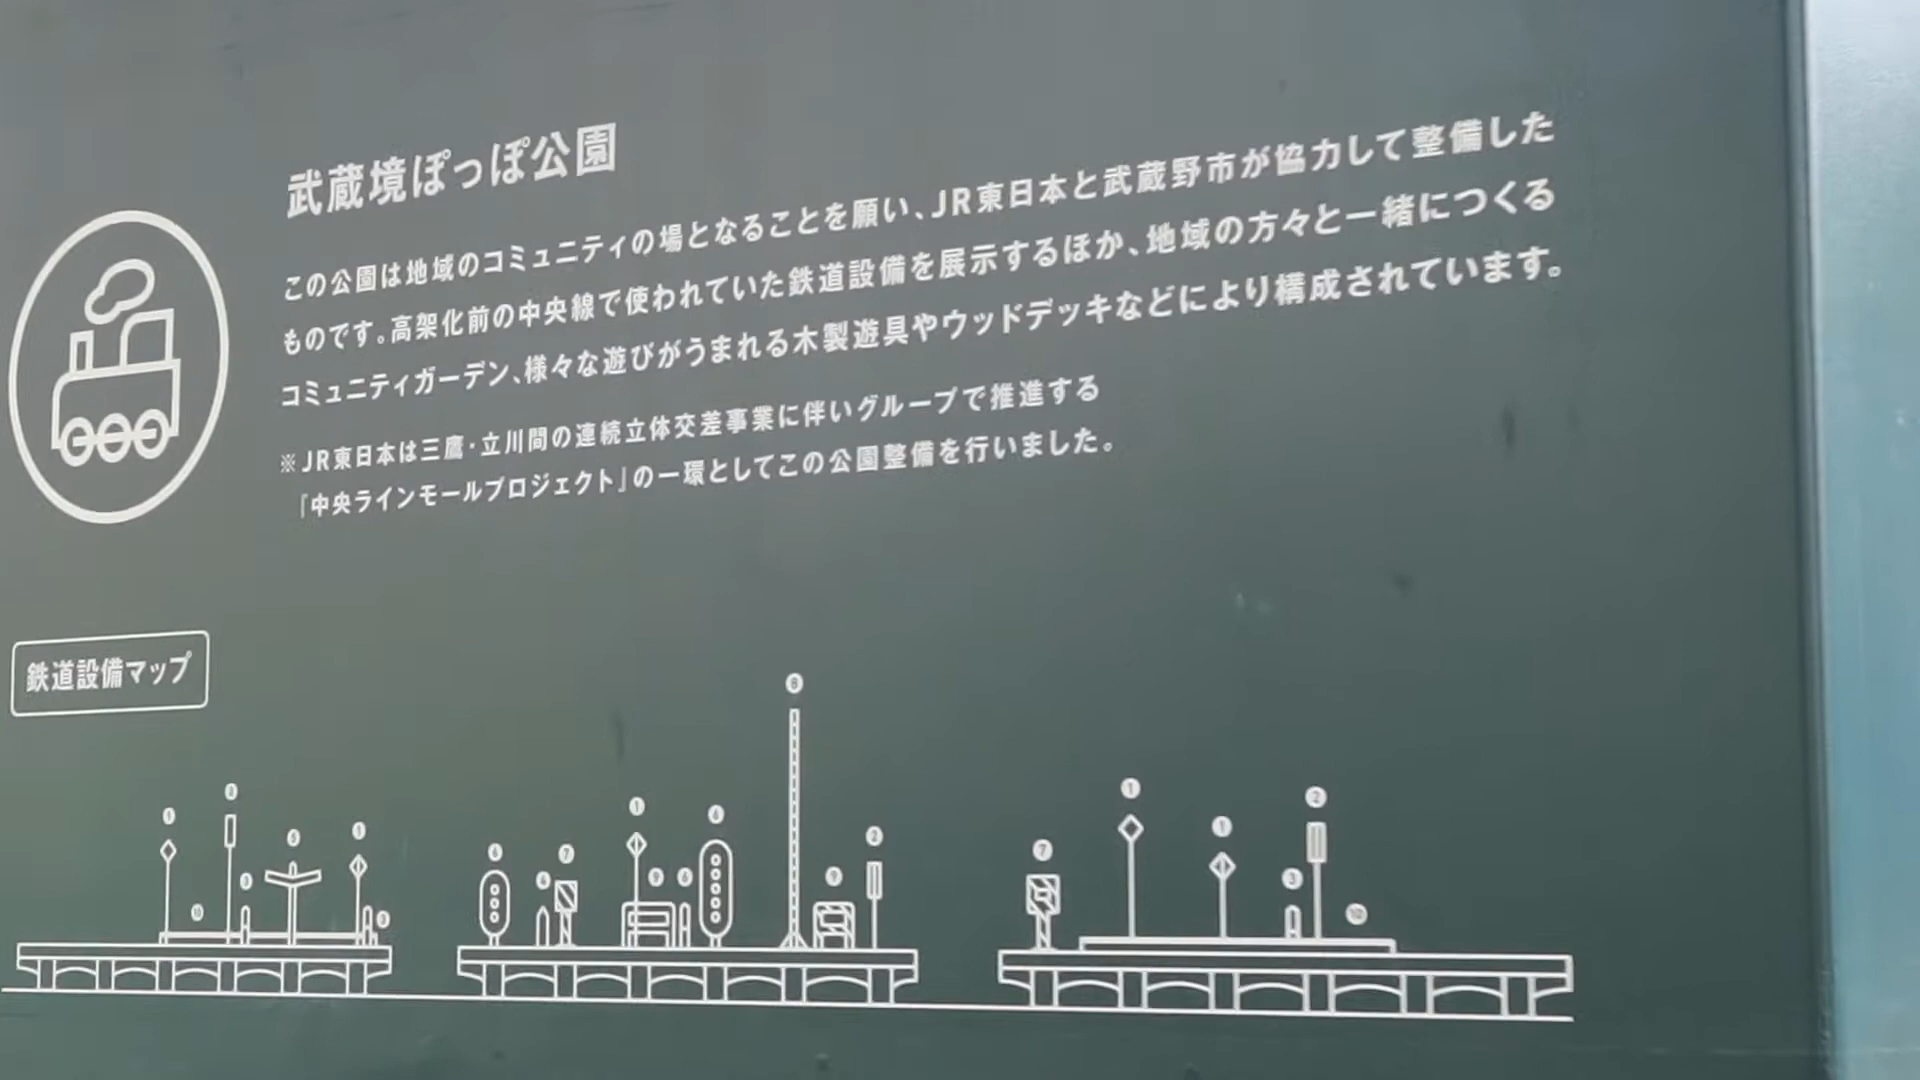 武蔵境ぽっぽ公園
この公園は地域のコミュニティの場となることを願い、JR東日本と武蔵野市が協力して整備した
ものです。高架化前の中央線で使われていた鉄道設備を展示するほか、地域の方々と一緒につくる
コミュニティガーデン、様々な遊びがうまれる木製遊具やウッドデッキなどにより構成されています。
※JR東日本は三鷹・立川間の連続立体交差事業に伴いグループで推進する
『中央ラインモールプロジェクト』の一環としてこの公園整備を行いました。
鉄道設備マップ